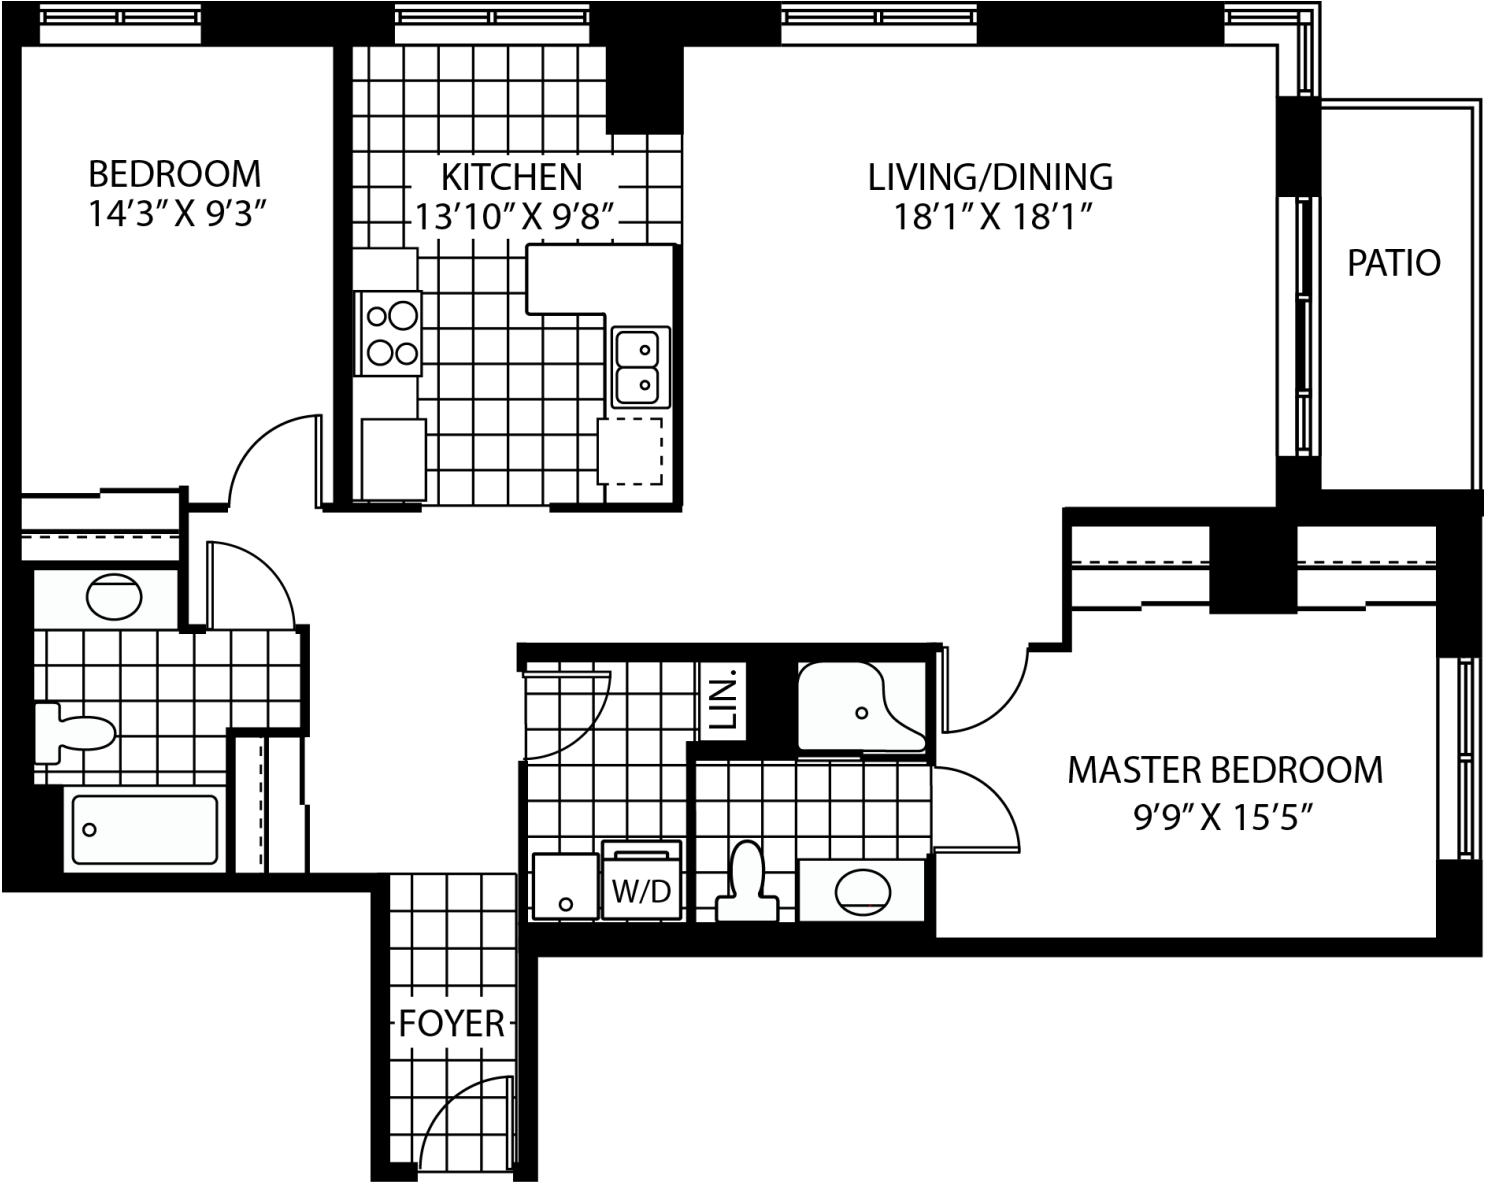 BEDROOM
14’3” X 9’3”
KITCHEN
13’10” X 9’8”
LIVING/DINING
18’1” X 18’1”
PATIO
LIN.
MASTER BEDROOM
9’9” X 15’5”
W/D
FOYER